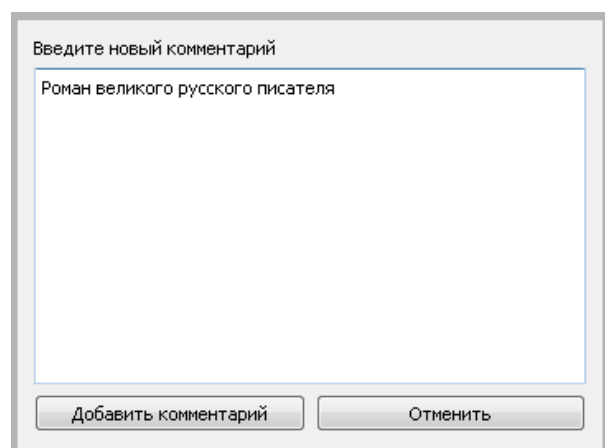 Введите новый комментарий
Роман великого русского писателя
Добавить комментарий
Отменить